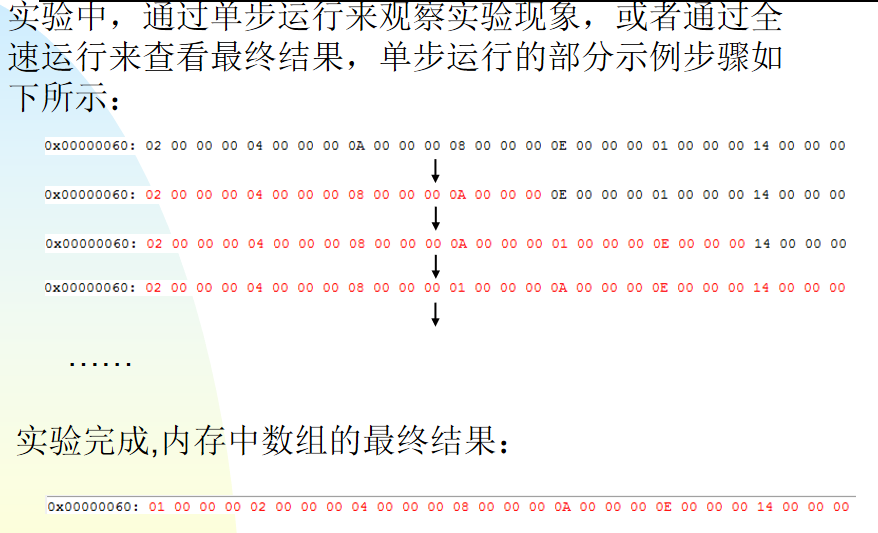 实验中，通过单步运行来观察实验现象，或者通过全
速运行来查看最终结果，单步运行的部分示例步骤如
下所示：
0x00000060: 02 00 00 00 04 00 00 00 0A 00 00 00 08 00 00 00 0E 00 00 00 01 00 00 00 14 00 00 00
0x00000060: 02 00 00 00 04 00 00 00 08 00 00 00 0A 00 00 00 0E 00 00 00 01 00 00 00 14 00 00 00
0x00000060: 02 00 00 00 04 00 00 00 08 00 00 00 0A 00 00 00 01 00 00 00 0E 00 00 00 14 00 00 00
0x00000060: 02 00 00 00 04 00 00 00 08 00 00 00 01 00 00 00 0A 00 00 00 0E 00 00 00 14 00 00 00
……
实验完成,内存中数组的最终结果：
0x00000060: 01 00 00 00 02 00 00 00 04 00 00 00 08 00 00 00 0A 00 00 00 0E 00 00 00 14 00 00 00